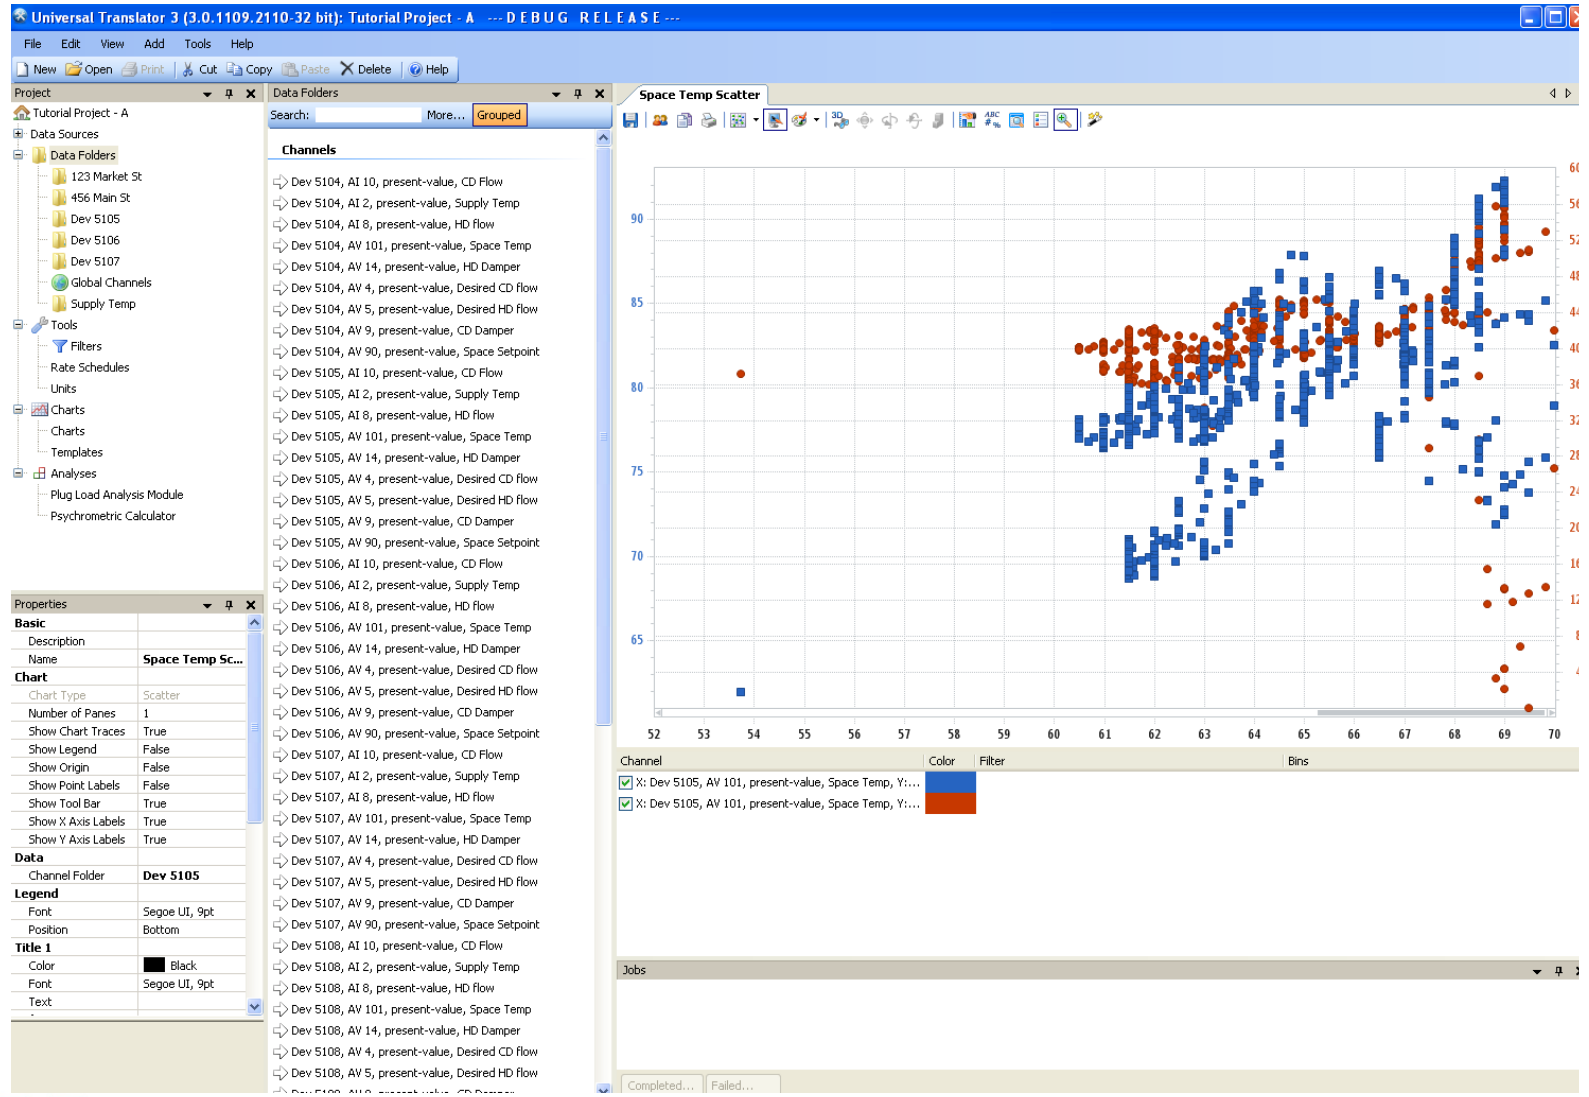 Universal Translator 3 (3.0.1109.2110-32 bit): Tutorial Project - A --- D E B U G R E L E A S E ---
File Edit View Add Tools Help
New Open Print Cut Copy Paste Delete Help
Project
Tutorial Project - A
Data Sources
Data Folders
123 Market St
456 Main St
Dev 5105
Dev 5106
Dev 5107
Global Channels
Supply Temp
Tools
Filters
Rate Schedules
Units
Charts
Charts
Templates
Analyses
Plug Load Analysis Module
Psychrometric Calculator
Properties
Basic
Description
Name Space Temp Sc...
Chart
Chart Type Scatter
Number of Panes 1
Show Chart Traces True
Show Legend False
Show Origin False
Show Point Labels False
Show Tool Bar True
Show X Axis Labels True
Show Y Axis Labels True
Data
Channel Folder Dev 5105
Legend
Font Segoe UI, 9pt
Position Bottom
Title 1
Color Black
Font Segoe UI, 9pt
Text
Data Folders
Search: More... Grouped
Channels
Dev 5104, AI 10, present-value, CD Flow
Dev 5104, AI 2, present-value, Supply Temp
Dev 5104, AI 8, present-value, HD flow
Dev 5104, AV 101, present-value, Space Temp
Dev 5104, AV 14, present-value, HD Damper
Dev 5104, AV 4, present-value, Desired CD flow
Dev 5104, AV 5, present-value, Desired HD flow
Dev 5104, AV 9, present-value, CD Damper
Dev 5104, AV 90, present-value, Space Setpoint
Dev 5105, AI 10, present-value, CD Flow
Dev 5105, AI 2, present-value, Supply Temp
Dev 5105, AI 8, present-value, HD flow
Dev 5105, AV 101, present-value, Space Temp
Dev 5105, AV 14, present-value, HD Damper
Dev 5105, AV 4, present-value, Desired CD flow
Dev 5105, AV 5, present-value, Desired HD flow
Dev 5105, AV 9, present-value, CD Damper
Dev 5105, AV 90, present-value, Space Setpoint
Dev 5106, AI 10, present-value, CD Flow
Dev 5106, AI 2, present-value, Supply Temp
Dev 5106, AI 8, present-value, HD flow
Dev 5106, AV 101, present-value, Space Temp
Dev 5106, AV 14, present-value, HD Damper
Dev 5106, AV 4, present-value, Desired CD flow
Dev 5106, AV 5, present-value, Desired HD flow
Dev 5106, AV 9, present-value, CD Damper
Dev 5106, AV 90, present-value, Space Setpoint
Dev 5107, AI 10, present-value, CD Flow
Dev 5107, AI 2, present-value, Supply Temp
Dev 5107, AI 8, present-value, HD flow
Dev 5107, AV 101, present-value, Space Temp
Dev 5107, AV 14, present-value, HD Damper
Dev 5107, AV 4, present-value, Desired CD flow
Dev 5107, AV 5, present-value, Desired HD flow
Dev 5107, AV 9, present-value, CD Damper
Dev 5107, AV 90, present-value, Space Setpoint
Dev 5108, AI 10, present-value, CD Flow
Dev 5108, AI 2, present-value, Supply Temp
Dev 5108, AI 8, present-value, HD flow
Dev 5108, AV 101, present-value, Space Temp
Dev 5108, AV 14, present-value, HD Damper
Dev 5108, AV 4, present-value, Desired CD flow
Dev 5108, AV 5, present-value, Desired HD flow
Space Temp Scatter
3D ABC # %
90
85
80
75
70
65
60
56
52
48
44
40
36
32
28
24
20
16
12
8
4
52 53 54 55 56 57 58 59 60 61 62 63 64 65 66 67 68 69 70
Channel Color Filter Bins
X: Dev 5105, AV 101, present-value, Space Temp, Y:...
X: Dev 5105, AV 101, present-value, Space Temp, Y:...
Jobs
Completed... Failed...